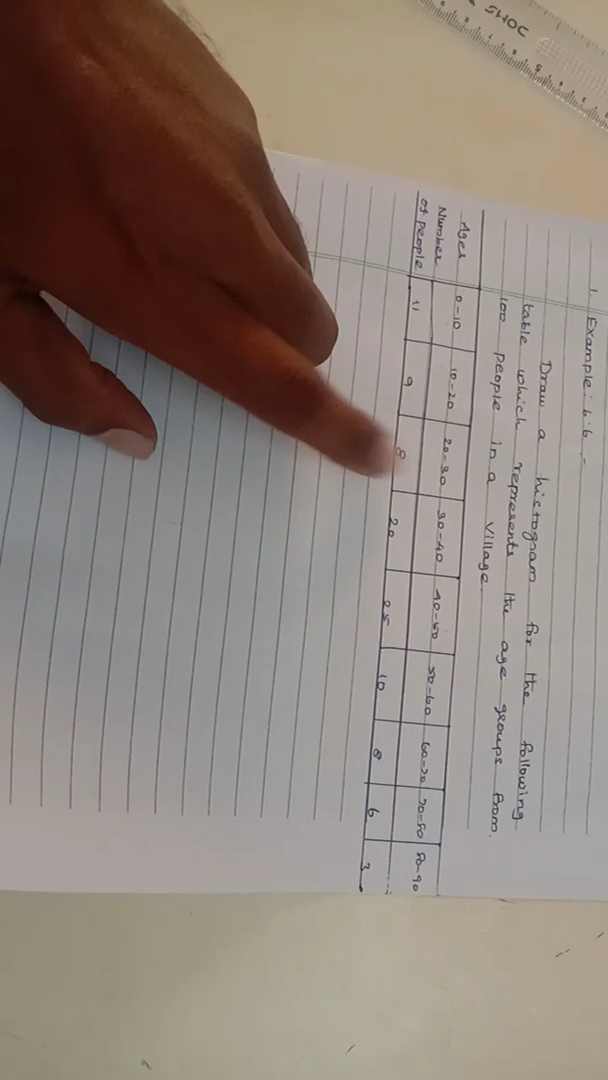 DOMS
1. Example : 6.6 :-
Draw a histogram for the following
table which represents the age groups from
100 people in a village.
Ages 0-10 10-20 20-30 30-40 40-50 50-60 60-70 70-80 80-90
Number
of people 11 9 8 20 25 10 8 6 3